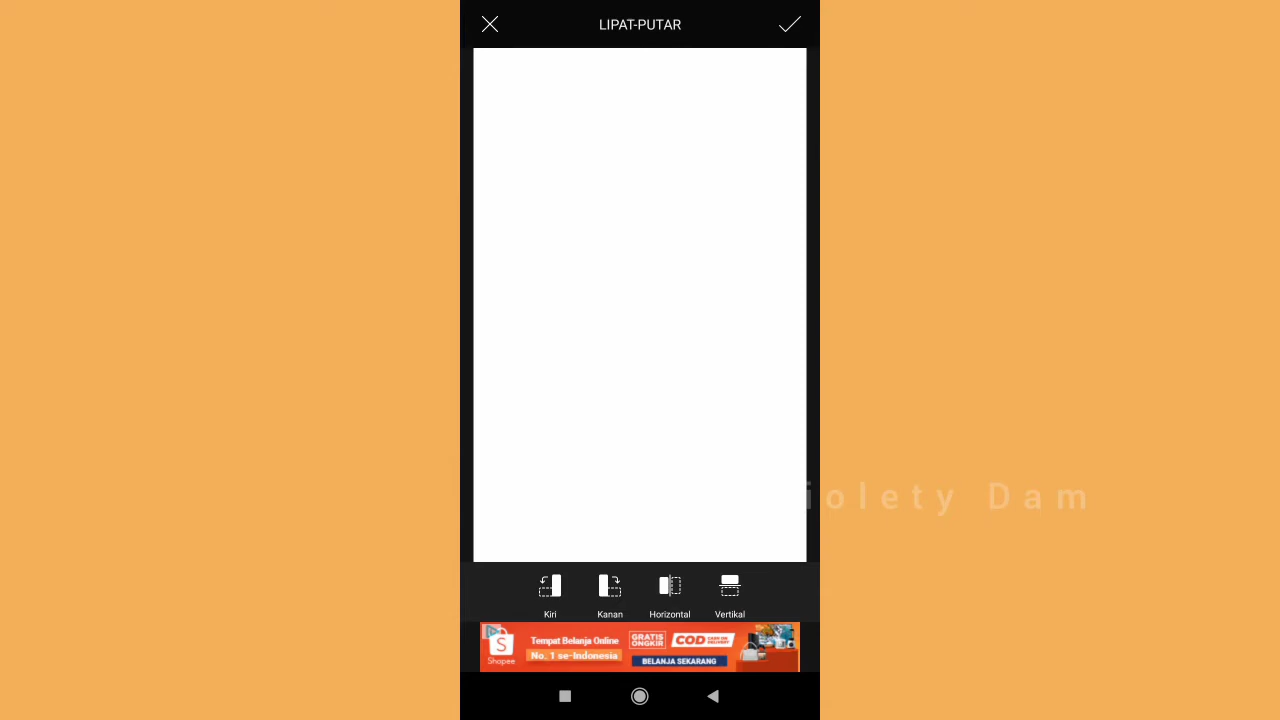 LIPAT-PUTAR
iolety Dam
Kiri
Kanan
Horizontal
Vertikal
Shopee
Tempat Belanja Online
No. 1 se-Indonesia
GRATIS
ONGKIR
COD
BELANJA SEKARANG